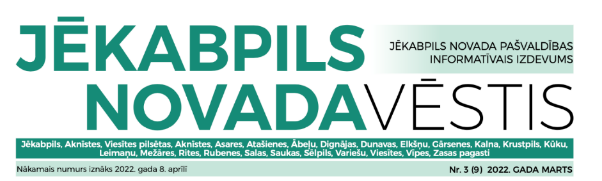 JĒKABPILS
JĒKABPILS NOVADA PAŠVALDĪBAS
INFORMATĪVAIS IZDEVUMS
NOVADAVĒSTIS
Jēkabpils, Aknīstes, Viesītes pilsētas, Aknīstes, Asares, Atašienes, Ābeļu, Dignājas, Dunavas, Elkšņu, Gārsenes, Kalna, Krustpils, Kūku,
Leimaņu, Mežāres, Rites, Rubenes, Salas, Saukas, Sēlpils, Variešu, Viesītes, Vīpes, Zasas pagasti
Nākamais numurs iznāks 2022. gada 8. aprīlī
Nr. 3 (9) 2022. GADA MARTS